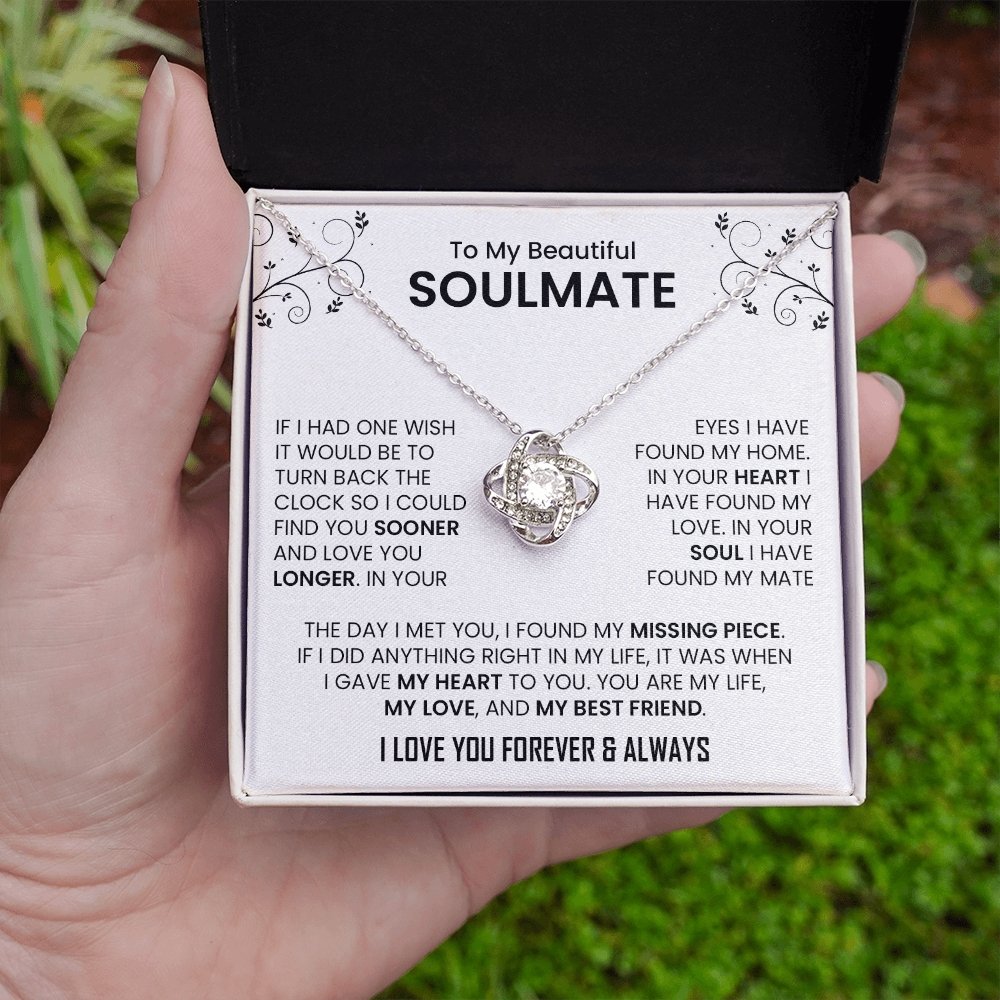 To My Beautiful
SOULMATE
IF I HAD ONE WISH
IT WOULD BE TO
TURN BACK THE
CLOCK SO I COULD
FIND YOU SOONER
AND LOVE YOU
LONGER. IN YOUR
EYES I HAVE
FOUND MY HOME.
IN YOUR HEART I
HAVE FOUND MY
LOVE. IN YOUR
SOUL I HAVE
FOUND MY MATE
THE DAY I MET YOU, I FOUND MY MISSING PIECE.
IF I DID ANYTHING RIGHT IN MY LIFE, IT WAS WHEN
I GAVE MY HEART TO YOU. YOU ARE MY LIFE,
MY LOVE, AND MY BEST FRIEND.
I LOVE YOU FOREVER & ALWAYS